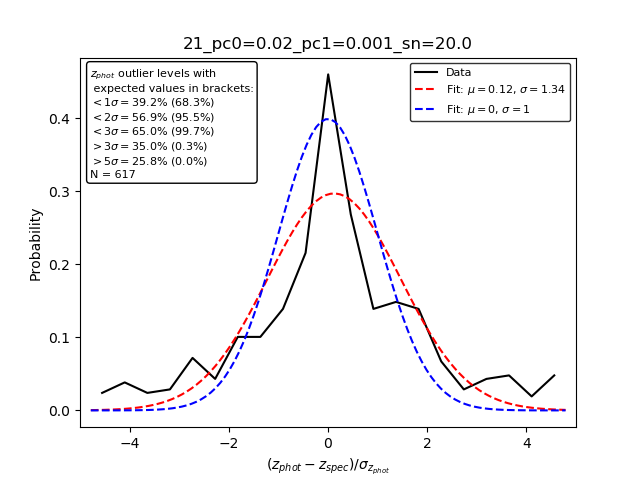 21_pc0=0.02_pc1=0.001_sn=20.0
z_phot outlier levels with
expected values in brackets:
< 1σ = 39.2% (68.3%)
< 2σ = 56.9% (95.5%)
< 3σ = 65.0% (99.7%)
> 3σ = 35.0% (0.3%)
> 5σ = 25.8% (0.0%)
N = 617
Data
Fit: μ = 0.12, σ = 1.34
Fit: μ = 0, σ = 1
Probability
0.4
0.3
0.2
0.1
0.0
−4 −2 0 2 4
(z_phot − z_spec)/σ_z_phot